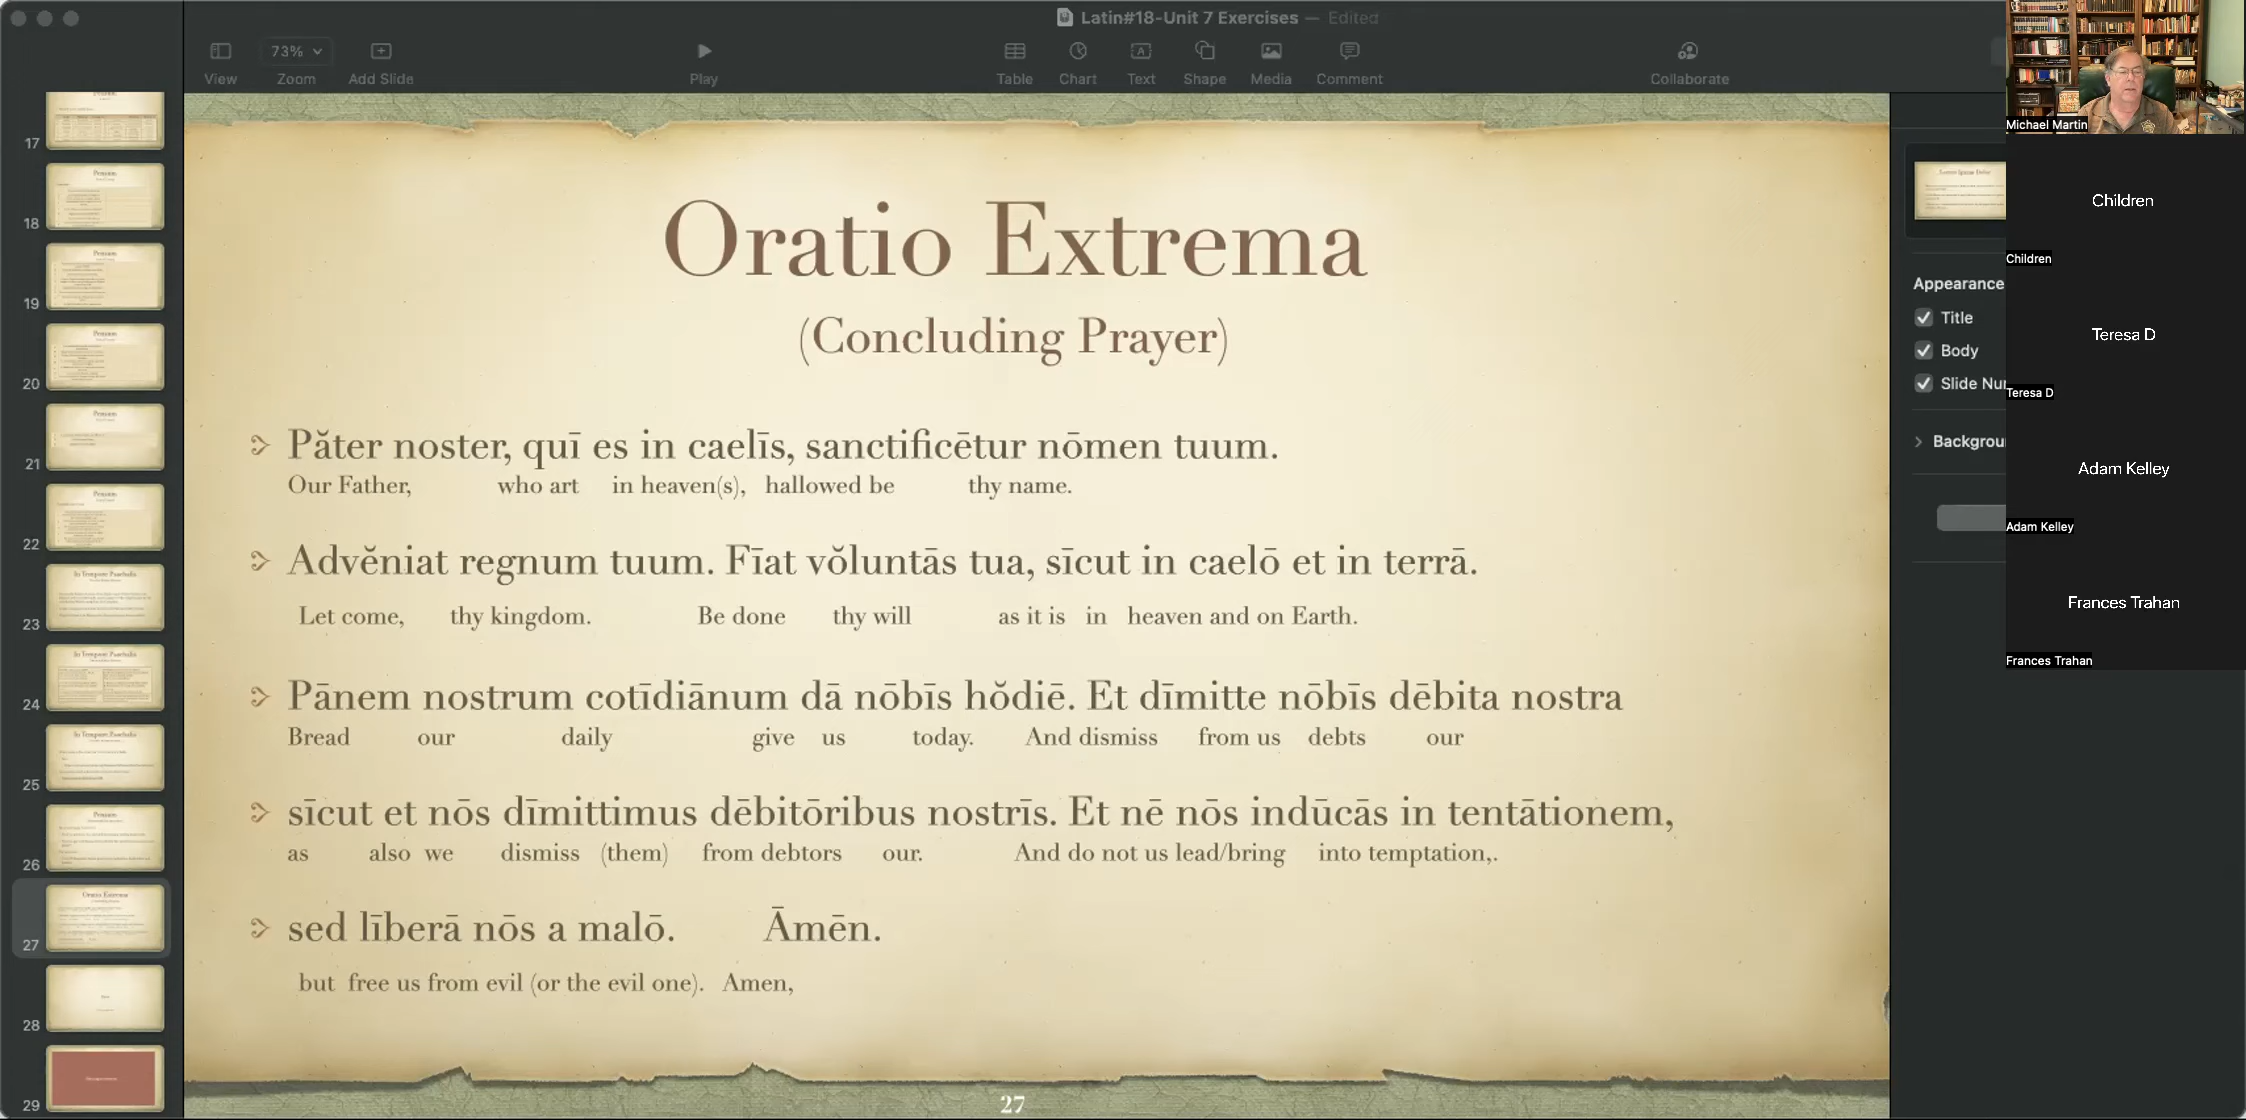 Latin#18-Unit 7 Exercises — Edited
73%
View
Zoom
Add Slide
Play
Table
Chart
Text
Shape
Media
Comment
Collaborate
17
18
19
20
21
22
23
24
25
26
27
28
29
Oratio Extrema
(Concluding Prayer)
Păter noster, quī es in caelīs, sanctificētur nōmen tuum.
Our Father, who art in heaven(s), hallowed be thy name.
Advĕniat regnum tuum. Fīat vŏluntās tua, sīcut in caelō et in terrā.
Let come, thy kingdom. Be done thy will as it is in heaven and on Earth.
Pānem nostrum cotīdiānum dā nōbīs hŏdiē. Et dīmitte nōbīs dēbita nostra
Bread our daily give us today. And dismiss from us debts our
sīcut et nōs dīmittimus dēbitōribus nostrīs. Et nē nōs indūcās in tentātionem,
as also we dismiss (them) from debtors our. And do not us lead/bring into temptation,.
sed līberā nōs a malō. Āmēn.
but free us from evil (or the evil one). Amen,
27
Appearance
Title
Body
Slide Nu
Backgrou
Michael Martin
Children
Children
Teresa D
Teresa D
Adam Kelley
Adam Kelley
Frances Trahan
Frances Trahan